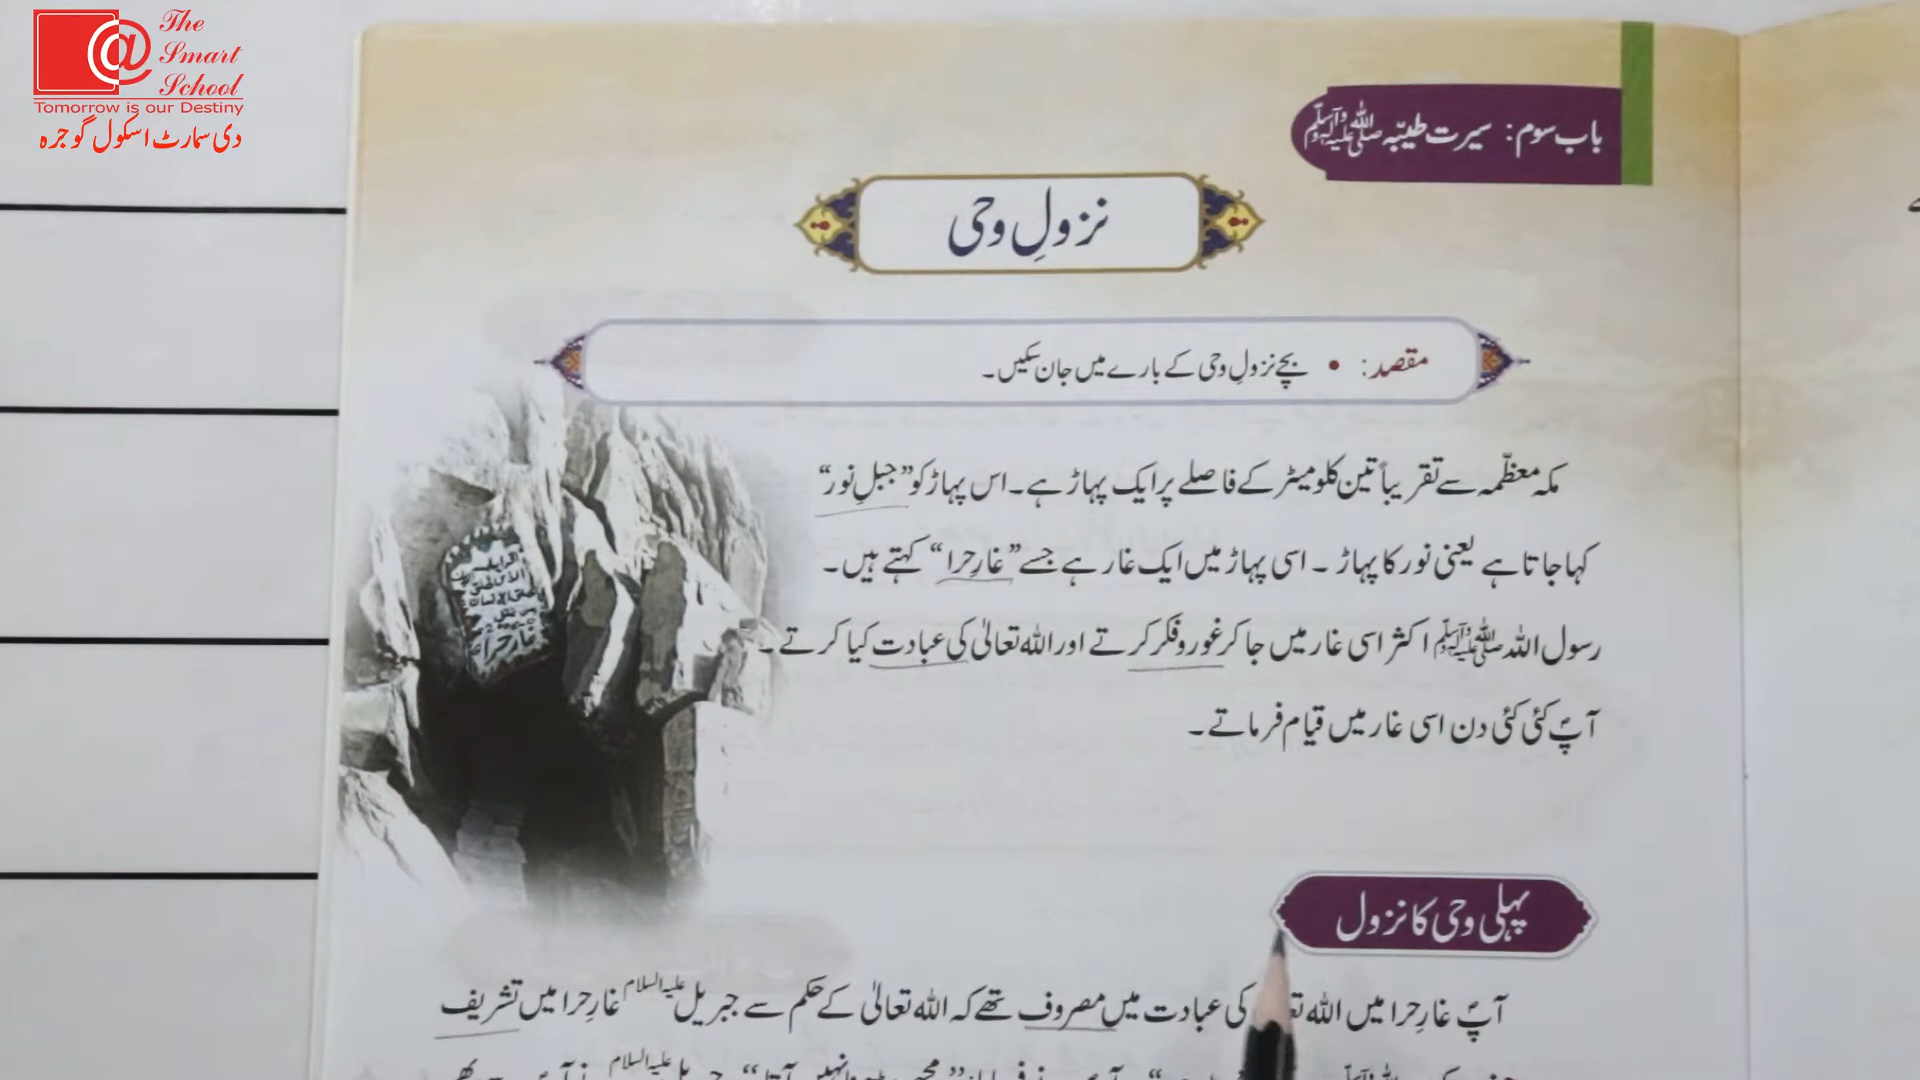 The
Smart
School
Tomorrow is our Destiny
دی سمارٹ اسکول گوجرہ
باب سوم: سیرت طیبّہ صلی اللہ علیہ وآلہ وسلم
نزولِ وحی
مقصد: • بچے نزولِ وحی کے بارے میں جان سکیں۔
مکہ معظّمہ سے تقریباً تین کلومیٹر کے فاصلے پر ایک پہاڑ ہے۔ اس پہاڑ کو ”جبلِ نور“
کہا جاتا ہے یعنی نور کا پہاڑ ۔ اسی پہاڑ میں ایک غار ہے جسے ”غارِ حرا“ کہتے ہیں۔
رسول اللہ صلی اللہ علیہ وآلہ وسلم اکثر اسی غار میں جا کر غور و فکر کرتے اور اللہ تعالیٰ کی عبادت کیا کرتے۔
آپؐ کئی کئی دن اسی غار میں قیام فرماتے۔
غار حرا
پہلی وحی کا نزول
آپؐ غارِ حرا میں اللہ کی عبادت میں مصروف تھے کہ اللہ تعالیٰ کے حکم سے جبریل علیہ السلام غارِ حرا میں تشریف